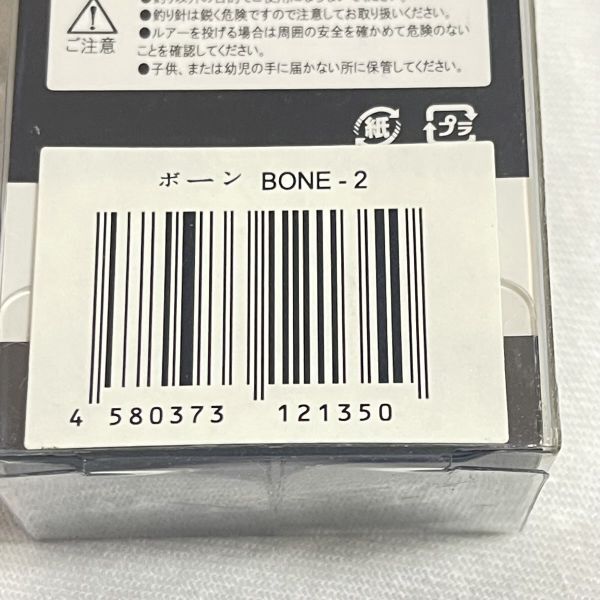 ●釣り針は鋭く危険ですので注意してお取り扱いください。
●ルアーを投げる場合は周囲の安全を確かめて危険のない
ことを確認してください。
●子供、または幼児の手に届かない所に保管してください。
ご注意
紙
プラ
ボーン BONE - 2
4 580373 121350